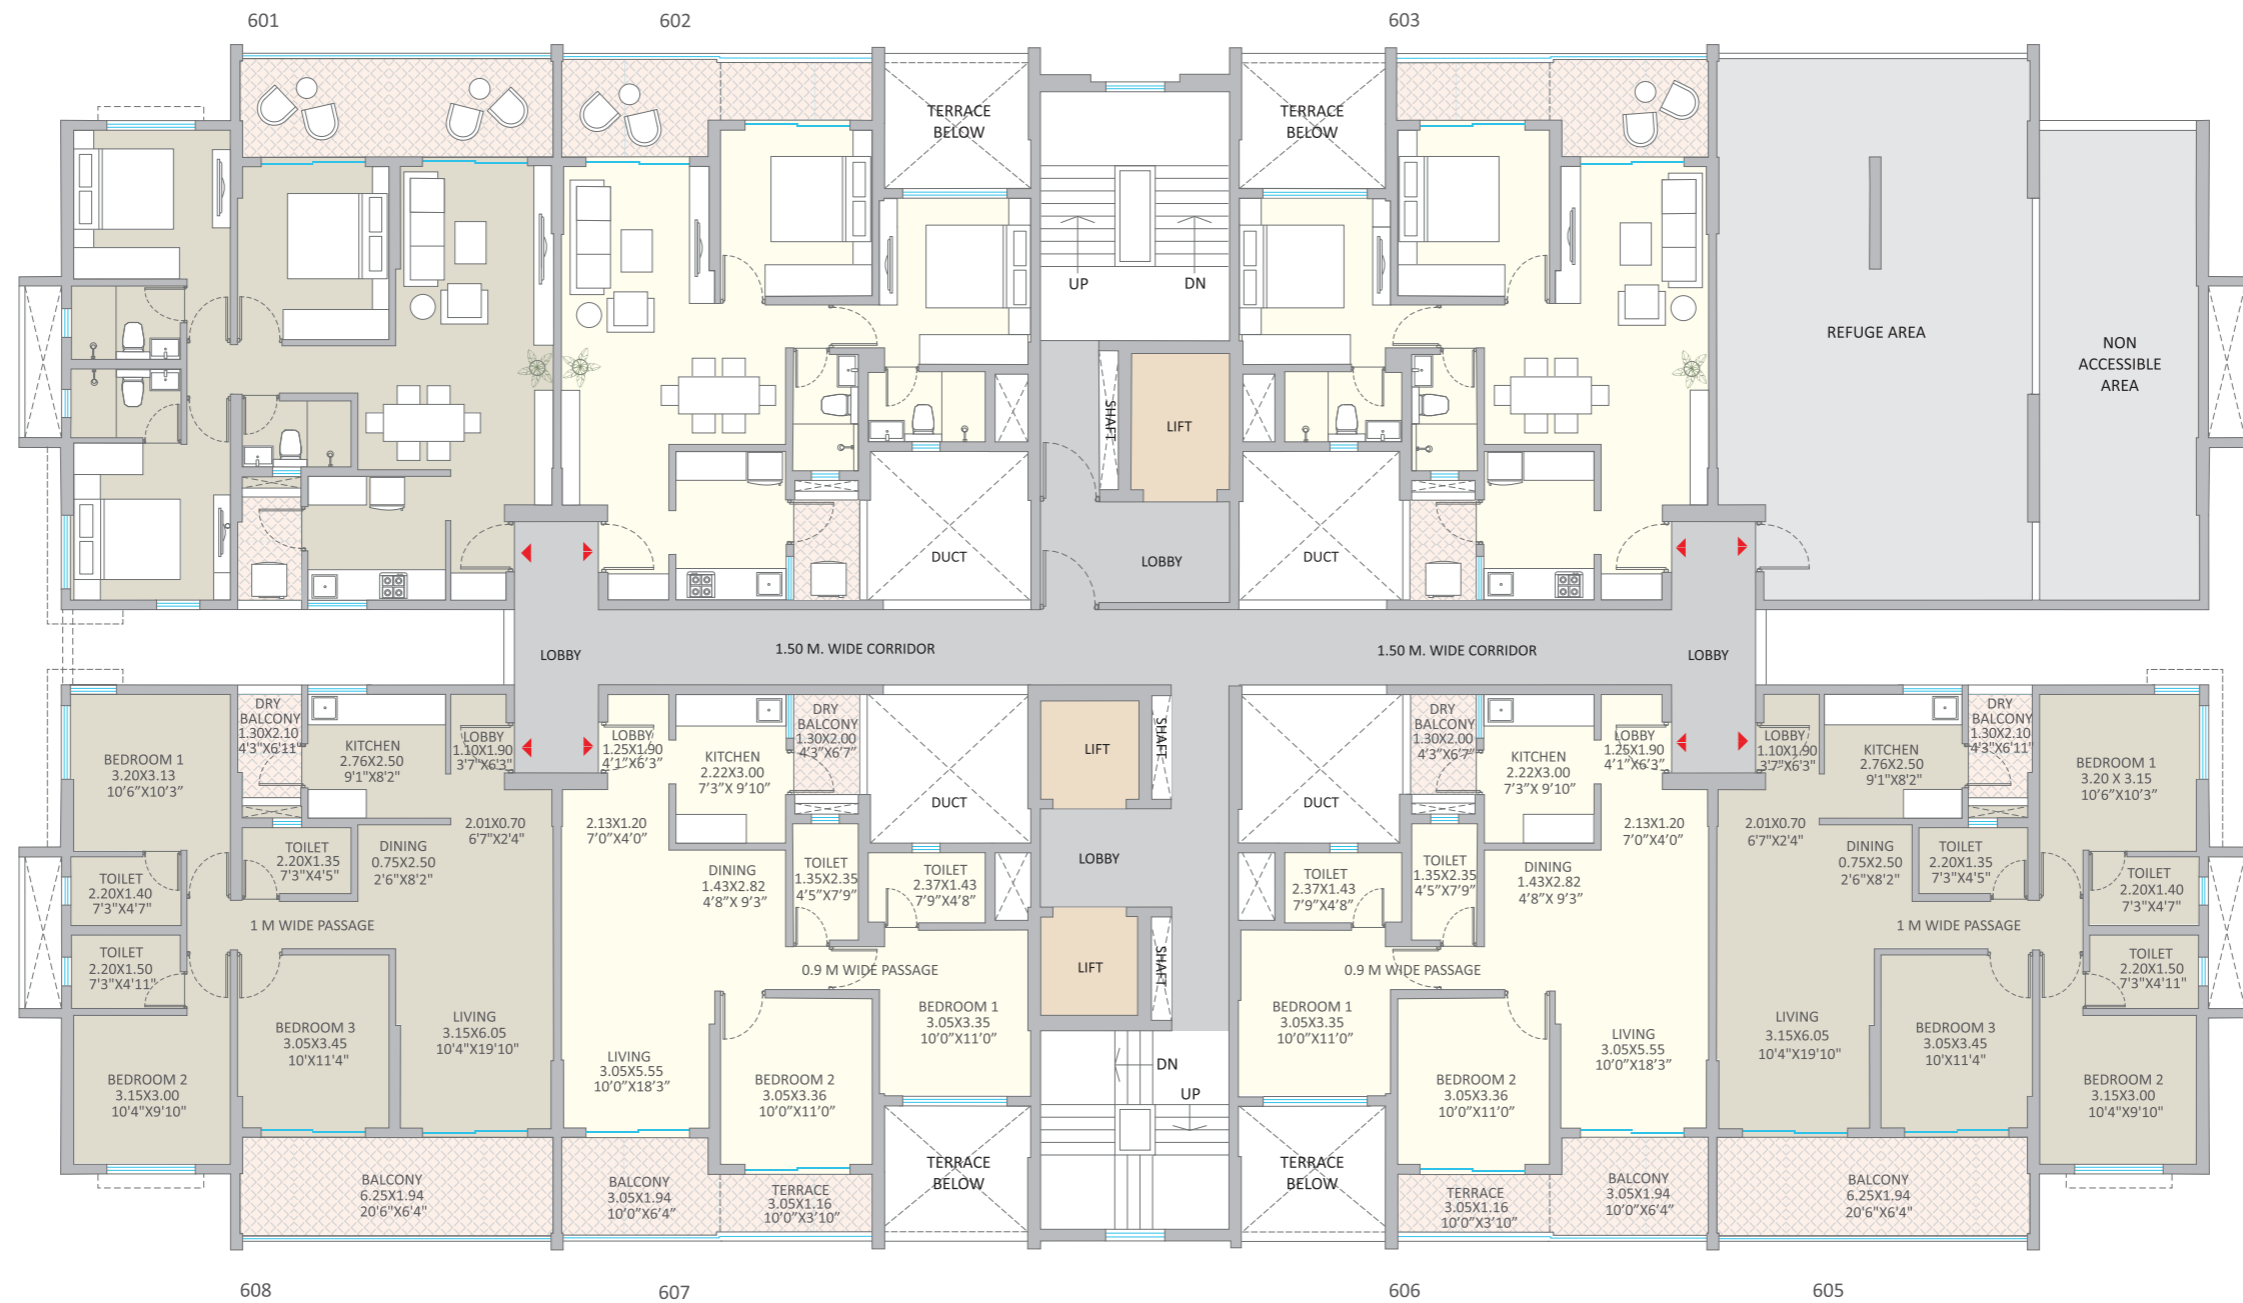 601
602
603
TERRACE
BELOW
TERRACE
BELOW
UP
DN
REFUGE AREA
NON
ACCESSIBLE
AREA
SHAFT
LIFT
DUCT
LOBBY
DUCT
LOBBY
1.50 M. WIDE CORRIDOR
1.50 M. WIDE CORRIDOR
LOBBY
BEDROOM 1
3.20X3.13
10'6"X10'3"
DRY
BALCONY
1.30X2.10
4'3"X6'11"
KITCHEN
2.76X2.50
9'1"X8'2"
LOBBY
1.10X1.90
3'7"X6'3"
LOBBY
1.25X1.90
4'1"X6'3"
KITCHEN
2.22X3.00
7'3"X 9'10"
DRY
BALCONY
1.30X2.00
4'3"X6'7"
DUCT
LIFT
SHAFT
DUCT
DRY
BALCONY
1.30X2.00
4'3"X6'7"
KITCHEN
2.22X3.00
7'3"X 9'10"
LOBBY
1.25X1.90
4'1"X6'3"
LOBBY
1.10X1.90
3'7"X6'3"
KITCHEN
2.76X2.50
9'1"X8'2"
DRY
BALCONY
1.30X2.10
4'3"X6'11"
BEDROOM 1
3.20 X 3.15
10'6"X10'3"
2.01X0.70
6'7"X2'4"
2.13X1.20
7'0"X4'0"
2.13X1.20
7'0"X4'0"
2.01X0.70
6'7"X2'4"
TOILET
2.20X1.40
7'3"X4'7"
TOILET
2.20X1.35
7'3"X4'5"
DINING
0.75X2.50
2'6"X8'2"
DINING
1.43X2.82
4'8"X 9'3"
TOILET
1.35X2.35
4'5"X7'9"
TOILET
2.37X1.43
7'9"X4'8"
LOBBY
TOILET
2.37X1.43
7'9"X4'8"
TOILET
1.35X2.35
4'5"X7'9"
DINING
1.43X2.82
4'8"X 9'3"
DINING
0.75X2.50
2'6"X8'2"
TOILET
2.20X1.35
7'3"X4'5"
TOILET
2.20X1.40
7'3"X4'7"
1 M WIDE PASSAGE
1 M WIDE PASSAGE
TOILET
2.20X1.50
7'3"X4'11"
0.9 M WIDE PASSAGE
LIFT
SHAFT
0.9 M WIDE PASSAGE
TOILET
2.20X1.50
7'3"X4'11"
BEDROOM 2
3.15X3.00
10'4"X9'10"
BEDROOM 3
3.05X3.45
10'X11'4"
LIVING
3.15X6.05
10'4"X19'10"
LIVING
3.05X5.55
10'0"X18'3"
BEDROOM 2
3.05X3.36
10'0"X11'0"
BEDROOM 1
3.05X3.35
10'0"X11'0"
DN
UP
BEDROOM 1
3.05X3.35
10'0"X11'0"
BEDROOM 2
3.05X3.36
10'0"X11'0"
LIVING
3.05X5.55
10'0"X18'3"
LIVING
3.15X6.05
10'4"X19'10"
BEDROOM 3
3.05X3.45
10'X11'4"
BEDROOM 2
3.15X3.00
10'4"X9'10"
BALCONY
6.25X1.94
20'6"X6'4"
BALCONY
3.05X1.94
10'0"X6'4"
TERRACE
3.05X1.16
10'0"X3'10"
TERRACE
BELOW
TERRACE
BELOW
TERRACE
3.05X1.16
10'0"X3'10"
BALCONY
3.05X1.94
10'0"X6'4"
BALCONY
6.25X1.94
20'6"X6'4"
608
607
606
605